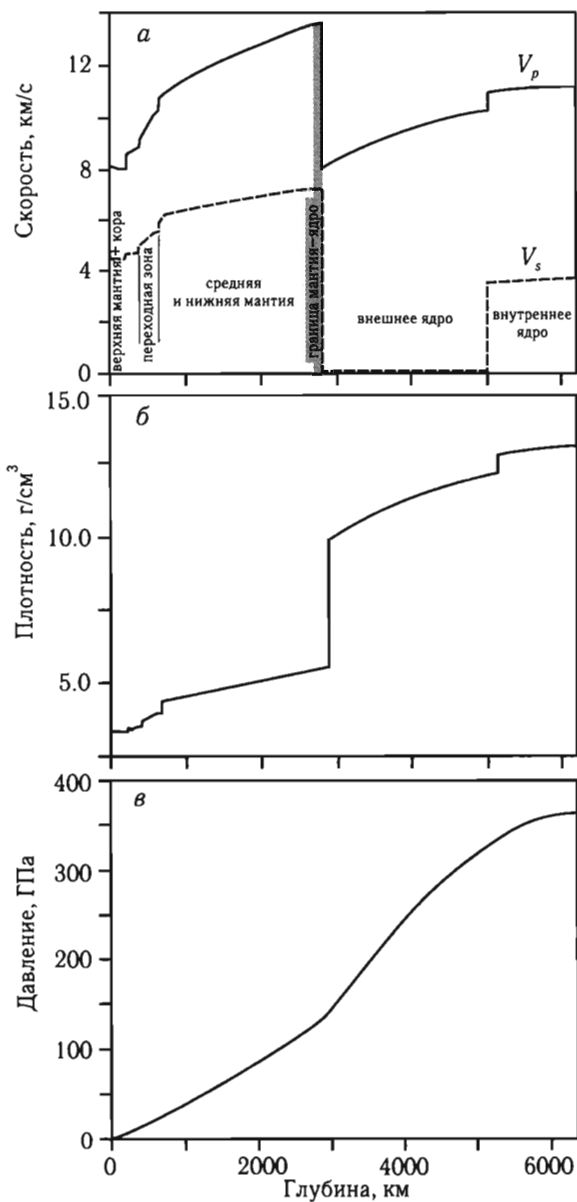 а
Скорость, км/с
12
8
4
0
V_p
V_s
верхняя мантия + кора
переходная зона
средняя
и нижняя мантия
граница мантия–ядро
внешнее ядро
внутреннее
ядро
б
Плотность, г/см³
15.0
10.0
5.0
в
Давление, ГПа
400
300
200
100
0
0
2000
4000
6000
Глубина, км